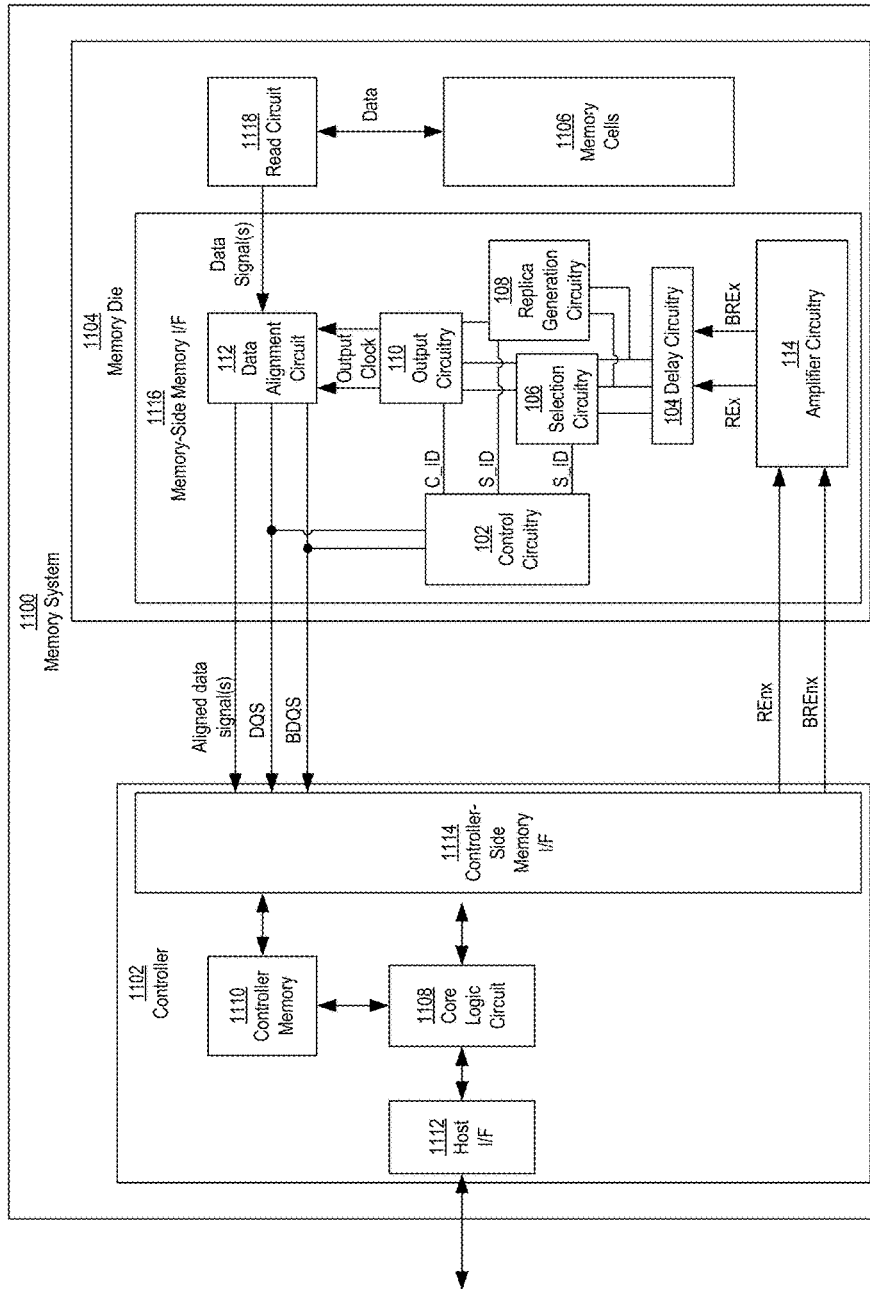 1100
Memory System
1102
Controller
1112
Host
I/F
1110
Controller
Memory
1108
Core
Logic
Circuit
1114
Controller-
Side
Memory
I/F
Aligned data
signal(s)
DQS
BDQS
REnx
BREnx
1104
Memory Die
1116
Memory-Side Memory I/F
112 Data
Alignment
Circuit
Data
Signal(s)
1118
Read Circuit
Data
1106
Memory
Cells
Output
Clock
110
Output
Circuitry
C_ID
S_ID
S_ID
102
Control
Circuitry
106
Selection
Circuitry
108
Replica
Generation
Circuitry
104 Delay Circuitry
REx
BREx
114
Amplifier Circuitry